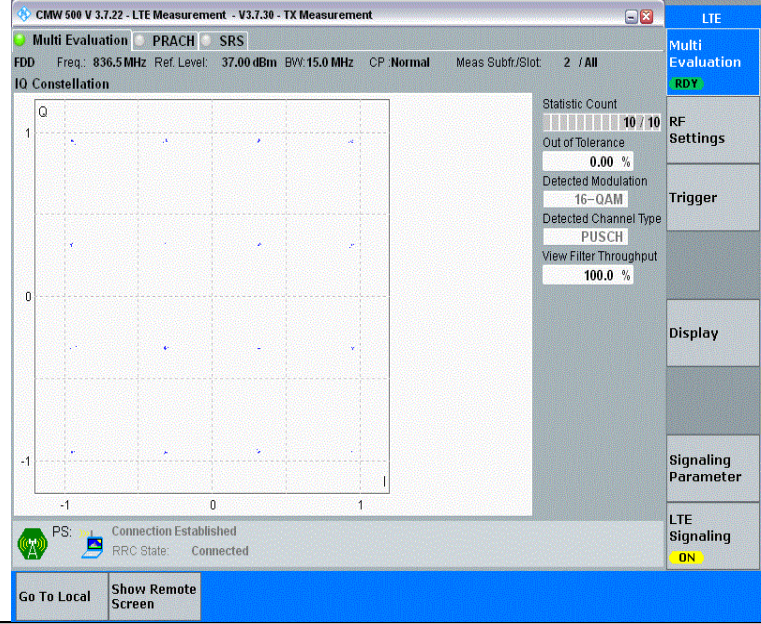 CMW 500 V 3.7.22 - LTE Measurement - V3.7.30 - TX Measurement
LTE
Multi Evaluation PRACH SRS
FDD Freq.: 836.5 MHz Ref. Level: 37.00 dBm BW: 15.0 MHz CP : Normal Meas Subfr./Slot: 2 / All
IQ Constellation
Q
1
0
-1
-1 0 1
I
Statistic Count
10 / 10
Out of Tolerance
0.00 %
Detected Modulation
16-QAM
Detected Channel Type
PUSCH
View Filter Throughput
100.0 %
PS: Connection Established
RRC State: Connected
Multi
Evaluation
RDY
RF
Settings
Trigger
Display
Signaling
Parameter
LTE
Signaling
ON
Go To Local
Show Remote
Screen